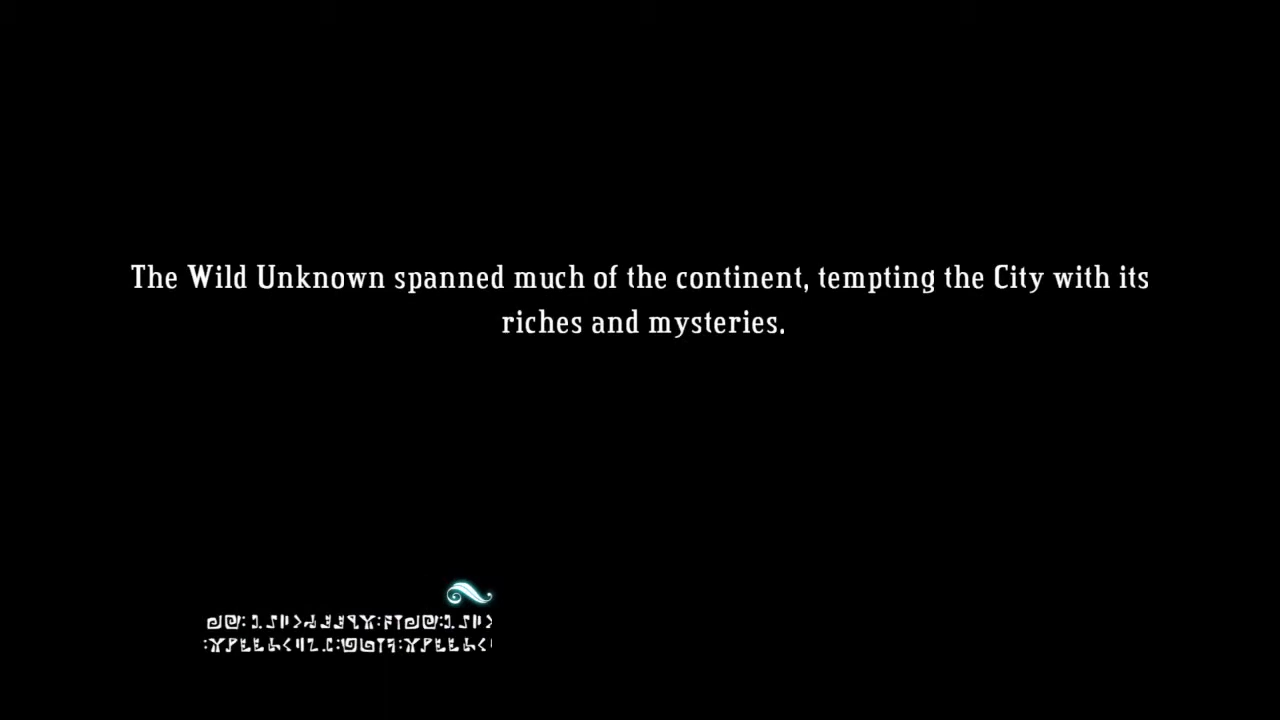 The Wild Unknown spanned much of the continent, tempting the City with its
riches and mysteries.